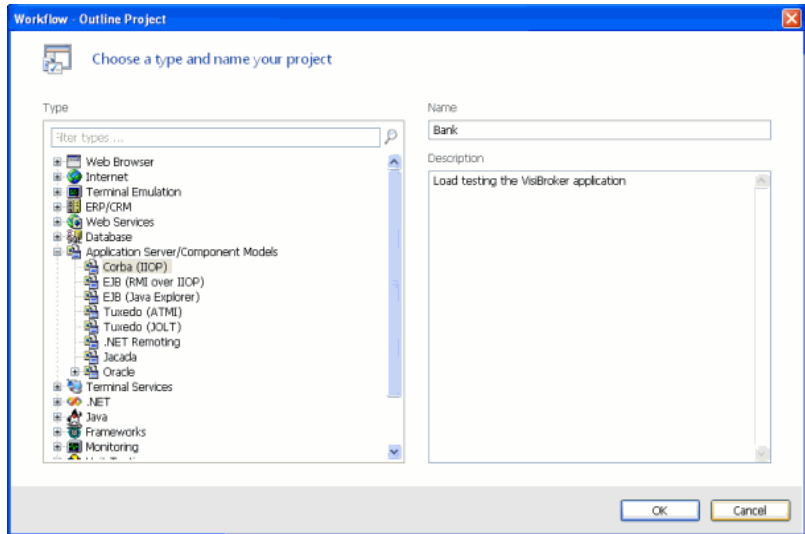 Workflow - Outline Project
Choose a type and name your project
Type
Filter types ...
Web Browser
Internet
Terminal Emulation
ERP/CRM
Web Services
Database
Application Server/Component Models
Corba (IIOP)
EJB (RMI over IIOP)
EJB (Java Explorer)
Tuxedo (ATMI)
Tuxedo (JOLT)
.NET Remoting
Jacada
Oracle
Terminal Services
.NET
Java
Frameworks
Monitoring
Name
Bank
Description
Load testing the VisiBroker application
OK
Cancel